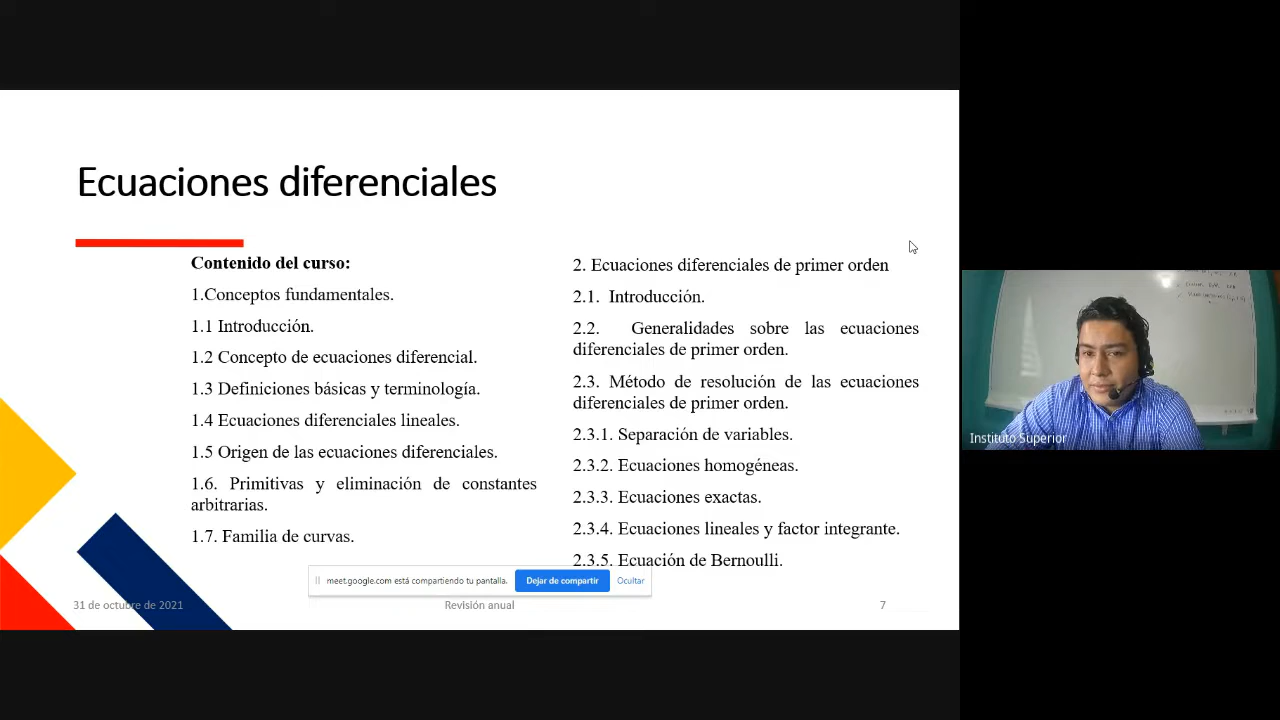 Ecuaciones diferenciales
Contenido del curso:
1.Conceptos fundamentales.
1.1 Introducción.
1.2 Concepto de ecuaciones diferencial.
1.3 Definiciones básicas y terminología.
1.4 Ecuaciones diferenciales lineales.
1.5 Origen de las ecuaciones diferenciales.
1.6. Primitivas y eliminación de constantes
arbitrarias.
1.7. Familia de curvas.
2. Ecuaciones diferenciales de primer orden
2.1. Introducción.
2.2. Generalidades sobre las ecuaciones
diferenciales de primer orden.
2.3. Método de resolución de las ecuaciones
diferenciales de primer orden.
2.3.1. Separación de variables.
2.3.2. Ecuaciones homogéneas.
2.3.3. Ecuaciones exactas.
2.3.4. Ecuaciones lineales y factor integrante.
2.3.5. Ecuación de Bernoulli.
meet.google.com está compartiendo tu pantalla. Dejar de compartir Ocultar
31 de octubre de 2021 Revisión anual 7
Instituto Superior